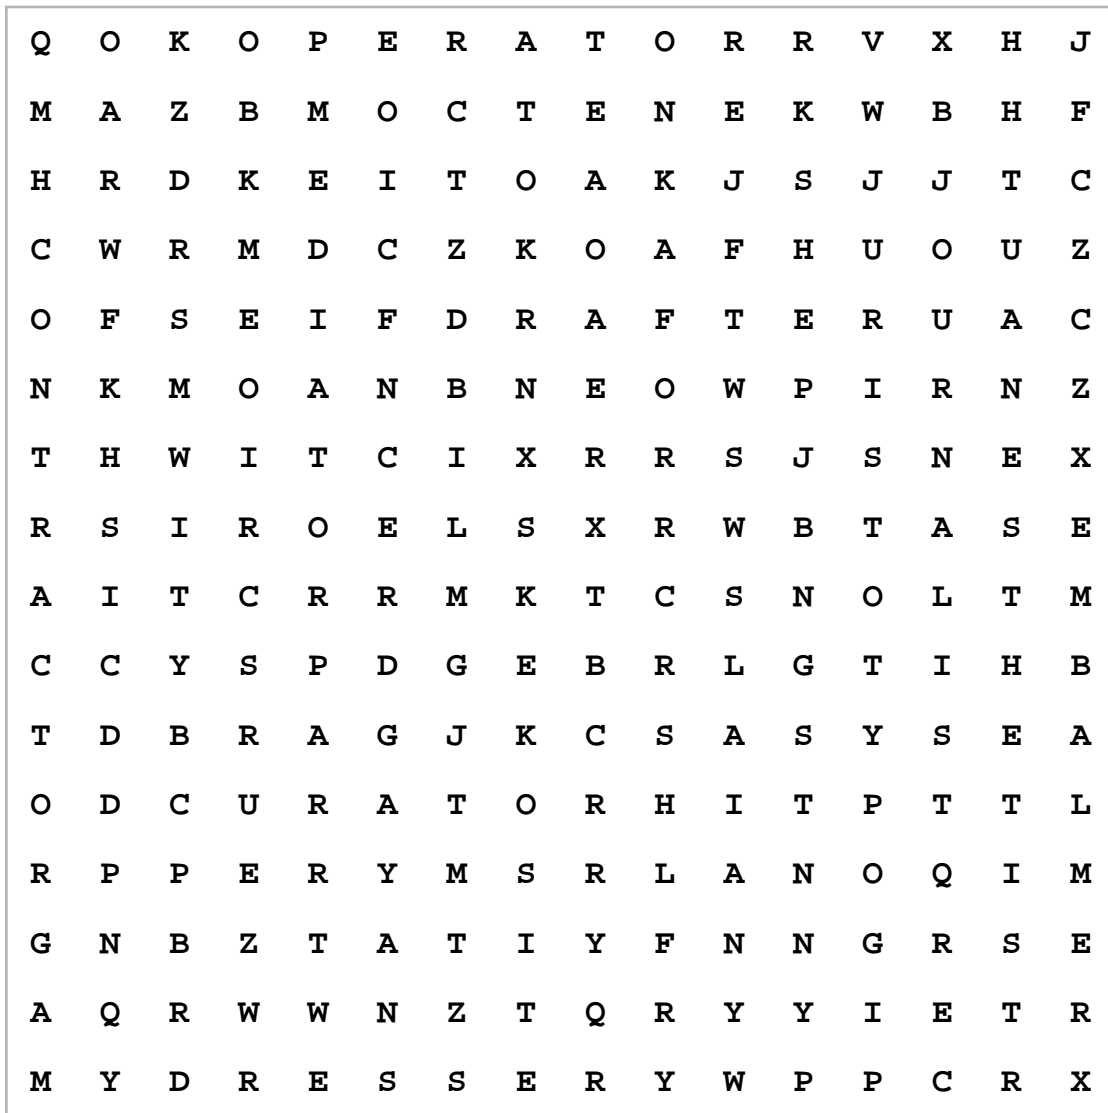 Q O K O P E R A T O R R V X H J
M A Z B M O C T E N E K W B H F
H R D K E I T O A K J S J J T C
C W R M D C Z K O A F H U O U Z
O F S E I F D R A F T E R U A C
N K M O A N B N E O W P I R N Z
T H W I T C I X R R S J S N E X
R S I R O E L S X R W B T A S E
A I T C R R M K T C S N O L T M
C C Y S P D G E B R L G T I H B
T D B R A G J K C S A S Y S E A
O D C U R A T O R H I T P T T L
R P P E R Y M S R L A N O Q I M
G N B Z T A T I Y F N N G R S E
A Q R W W N Z T Q R Y Y I E T R
M Y D R E S S E R Y W P P C R X